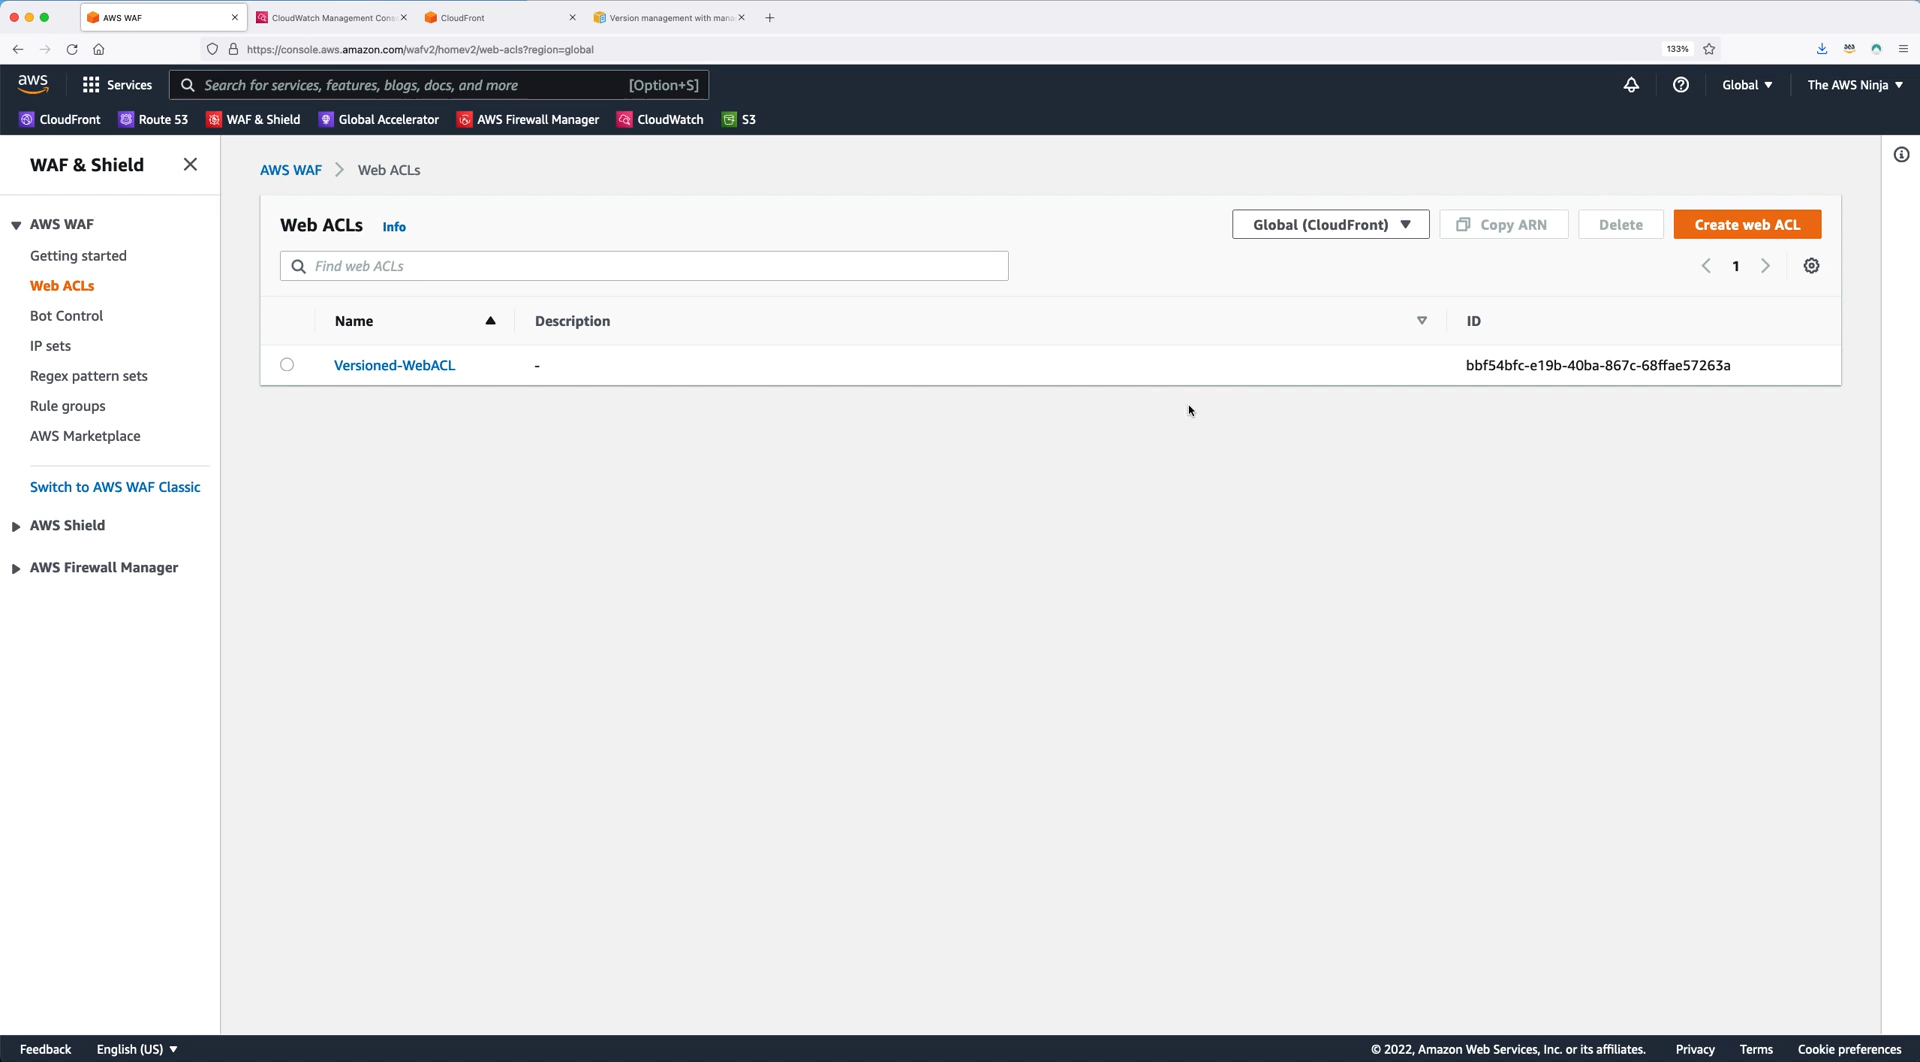 AWS WAF
CloudWatch Management Cons
CloudFront
Version management with mana
https://console.aws.amazon.com/wafv2/homev2/web-acls?region=global
133%
aws
Services
Search for services, features, blogs, docs, and more
[Option+S]
Global
The AWS Ninja
CloudFront
Route 53
WAF & Shield
Global Accelerator
AWS Firewall Manager
CloudWatch
S3
WAF & Shield
AWS WAF
Getting started
Web ACLs
Bot Control
IP sets
Regex pattern sets
Rule groups
AWS Marketplace
Switch to AWS WAF Classic
AWS Shield
AWS Firewall Manager
AWS WAF
Web ACLs
Web ACLs
Info
Global (CloudFront)
Copy ARN
Delete
Create web ACL
Find web ACLs
1
Name
Description
ID
Versioned-WebACL
-
bbf54bfc-e19b-40ba-867c-68ffae57263a
Feedback
English (US)
© 2022, Amazon Web Services, Inc. or its affiliates.
Privacy
Terms
Cookie preferences